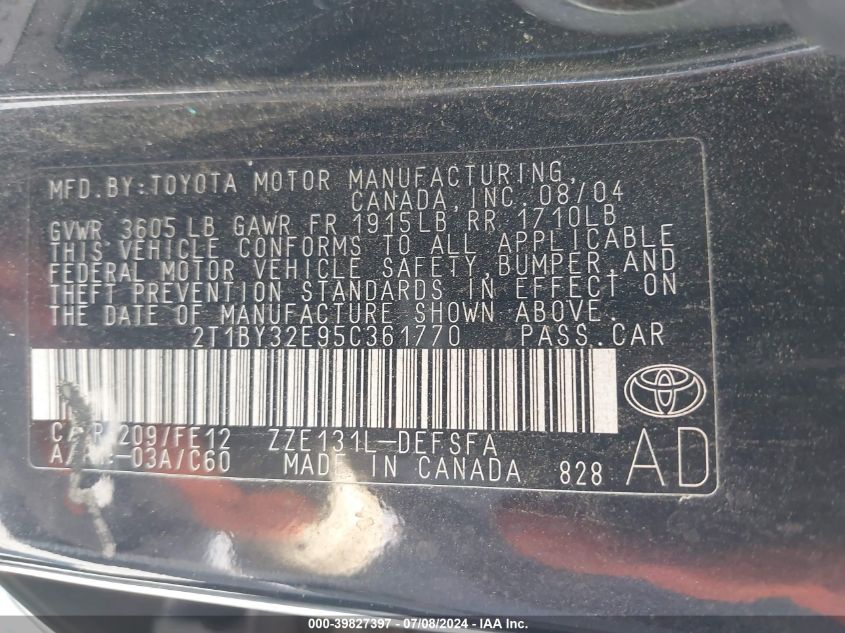 MFD.BY:TOYOTA MOTOR MANUFACTURING,
CANADA, INC. 08/04
GVWR 3605 LB GAWR FR 1915LB RR 1710LB
THIS VEHICLE CONFORMS TO ALL APPLICABLE
FEDERAL MOTOR VEHICLE SAFETY, BUMPER, AND
THEFT PREVENTION STANDARDS IN EFFECT ON
THE DATE OF MANUFACTURE SHOWN ABOVE.
2T1BY32E95C361770 PASS.CAR
209/FE12 ZZE131L-DEFSFA
-03A/C60 MADE IN CANADA 828 AD
000-39827397 - 07/08/2024 - IAA Inc.